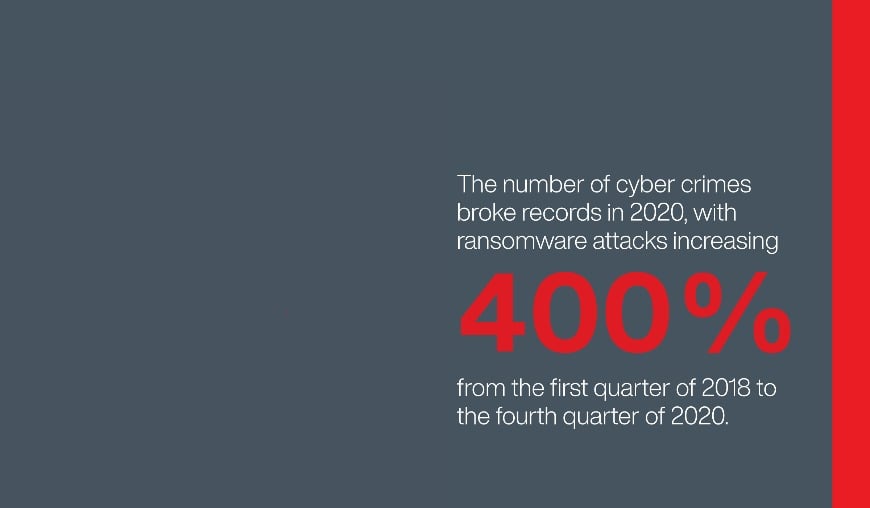 The number of cyber crimes
broke records in 2020, with
ransomware attacks increasing
400%
from the first quarter of 2018 to
the fourth quarter of 2020.